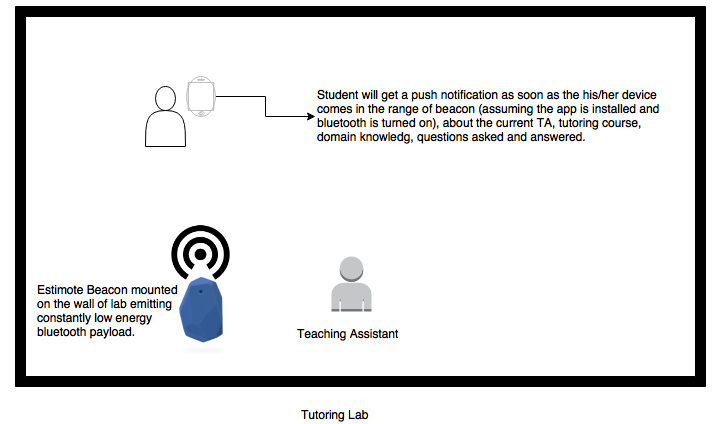 Student will get a push notification as soon as the his/her device
comes in the range of beacon (assuming the app is installed and
bluetooth is turned on), about the current TA, tutoring course,
domain knowledg, questions asked and answered.
Estimote Beacon mounted
on the wall of lab emitting
constantly low energy
bluetooth payload.
Teaching Assistant
Tutoring Lab